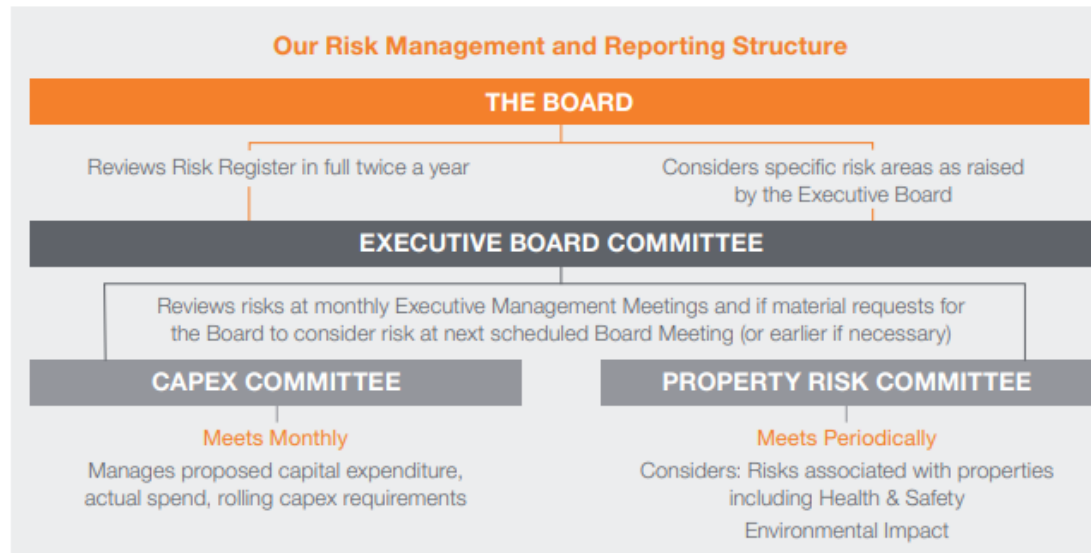 Our Risk Management and Reporting Structure
THE BOARD
Reviews Risk Register in full twice a year
Considers specific risk areas as raised
by the Executive Board
EXECUTIVE BOARD COMMITTEE
Reviews risks at monthly Executive Management Meetings and if material requests for
the Board to consider risk at next scheduled Board Meeting (or earlier if necessary)
CAPEX COMMITTEE
Meets Monthly
Manages proposed capital expenditure,
actual spend, rolling capex requirements
PROPERTY RISK COMMITTEE
Meets Periodically
Considers: Risks associated with properties
including Health & Safety
Environmental Impact